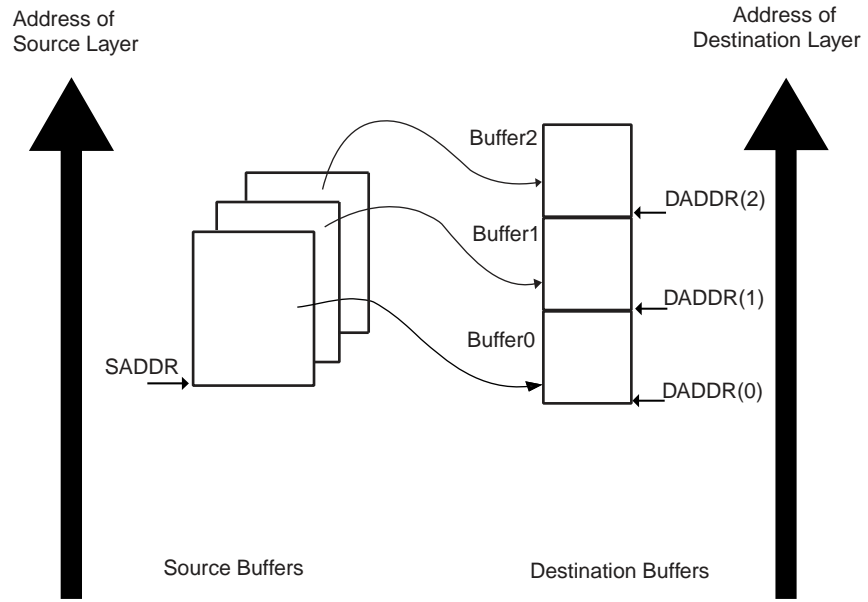 Address of
Source Layer
Address of
Destination Layer
Buffer2
DADDR(2)
Buffer1
DADDR(1)
Buffer0
SADDR
DADDR(0)
Source Buffers
Destination Buffers